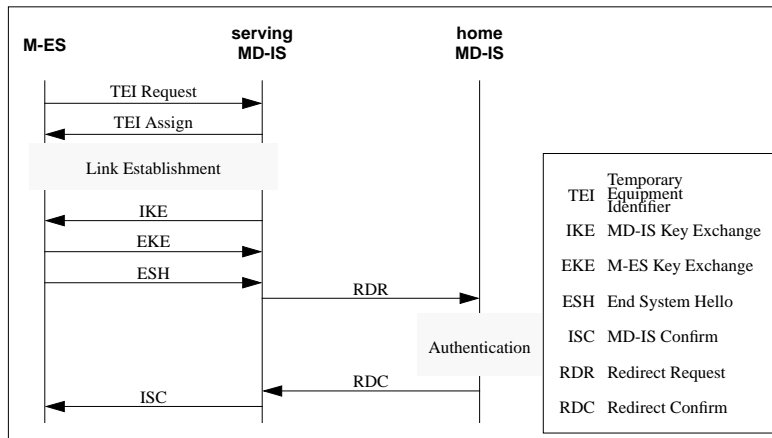 M-ES
serving
MD-IS
home
MD-IS
TEI Request
TEI Assign
Link Establishment
IKE
EKE
ESH
RDR
Authentication
RDC
ISC
TEI Temporary
Equipment
Identifier
IKE MD-IS Key Exchange
EKE M-ES Key Exchange
ESH End System Hello
ISC MD-IS Confirm
RDR Redirect Request
RDC Redirect Confirm